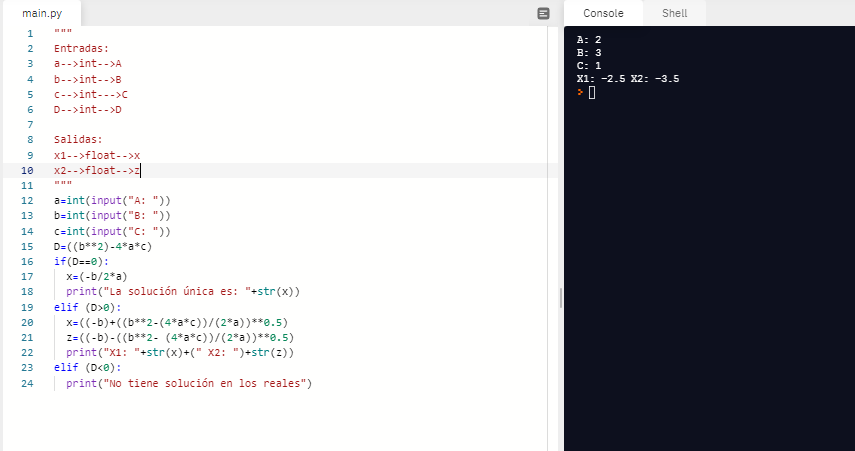 main.py
1 """
2 Entradas:
3 a-->int-->A
4 b-->int-->B
5 c-->int--->C
6 D-->int-->D
7
8 Salidas:
9 x1-->float-->x
10 x2-->float-->z
11 """
12 a=int(input("A: "))
13 b=int(input("B: "))
14 c=int(input("C: "))
15 D=((b**2)-4*a*c)
16 if(D==0):
17   x=(-b/2*a)
18   print("La solución única es: "+str(x))
19 elif (D>0):
20   x=((-b)+((b**2-(4*a*c))/(2*a))**0.5)
21   z=((-b)-((b**2- (4*a*c))/(2*a))**0.5)
22   print("X1: "+str(x)+(" X2: ")+str(z))
23 elif (D<0):
24   print("No tiene solución en los reales")
Console Shell
A: 2
B: 3
C: 1
X1: -2.5 X2: -3.5
>